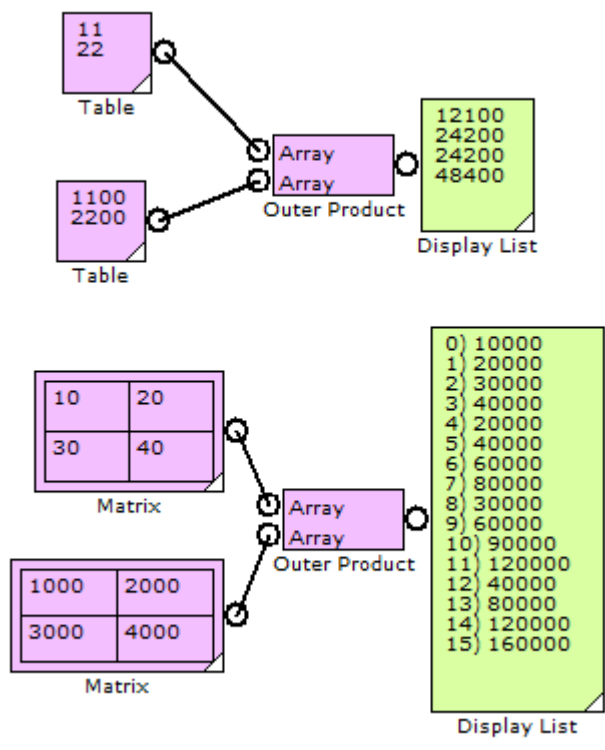 11
22
Table
1100
2200
Table
Array
Array
Outer Product
12100
24200
24200
48400
Display List
10 20
30 40
Matrix
1000 2000
3000 4000
Matrix
Array
Array
Outer Product
0) 10000
1) 20000
2) 30000
3) 40000
4) 20000
5) 40000
6) 60000
7) 80000
8) 30000
9) 60000
10) 90000
11) 120000
12) 40000
13) 80000
14) 120000
15) 160000
Display List